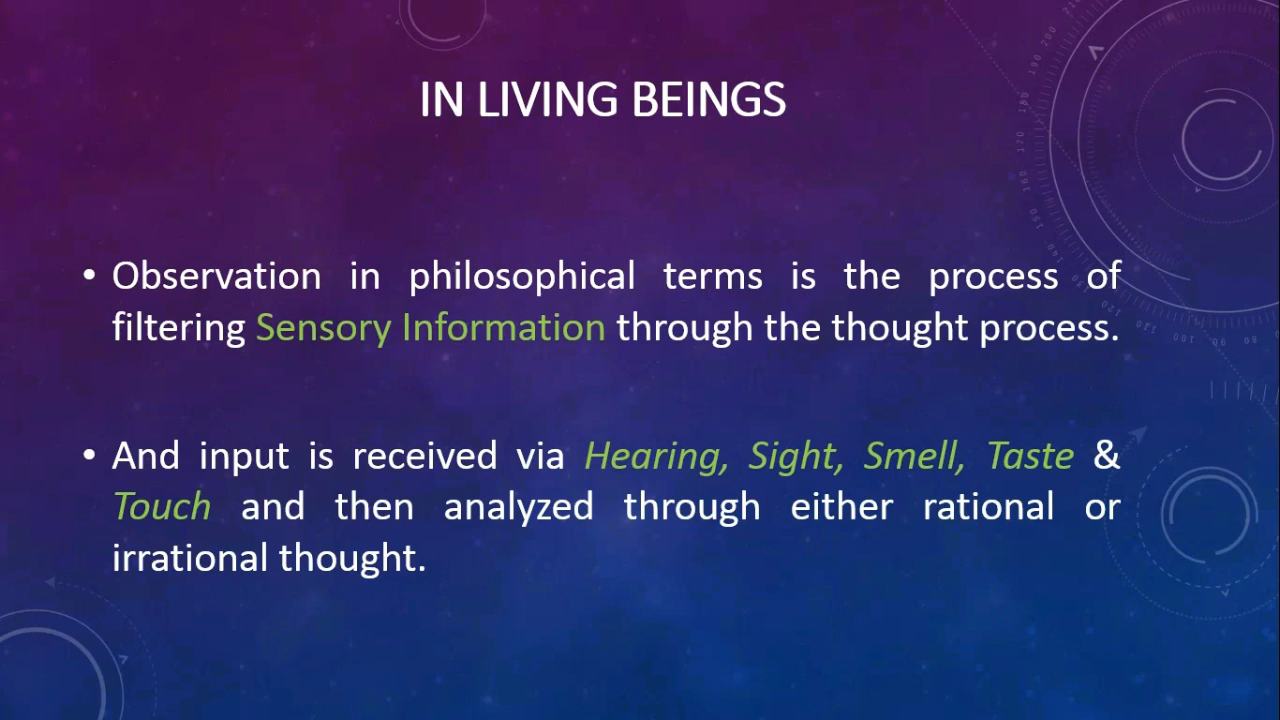 IN LIVING BEINGS
• Observation in philosophical terms is the process of
filtering Sensory Information through the thought process.
• And input is received via Hearing, Sight, Smell, Taste &
Touch and then analyzed through either rational or
irrational thought.